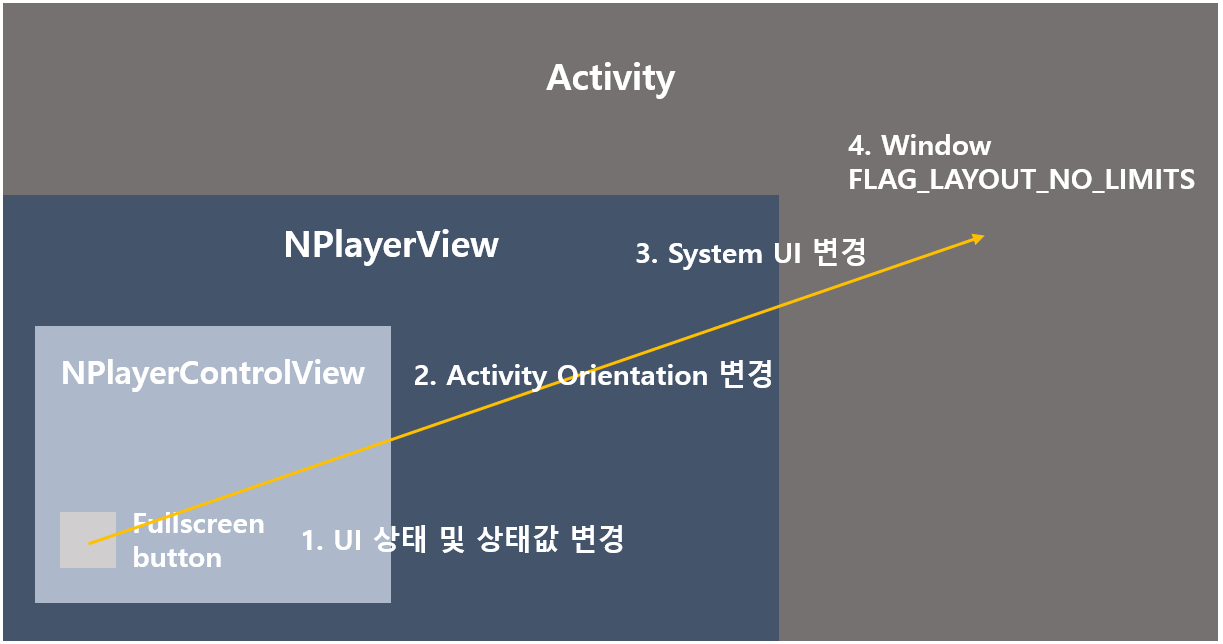 Activity
4. Window
FLAG_LAYOUT_NO_LIMITS
NPlayerView
3. System UI 변경
NPlayerControlView
2. Activity Orientation 변경
Fullscreen
button
1. UI 상태 및 상태값 변경